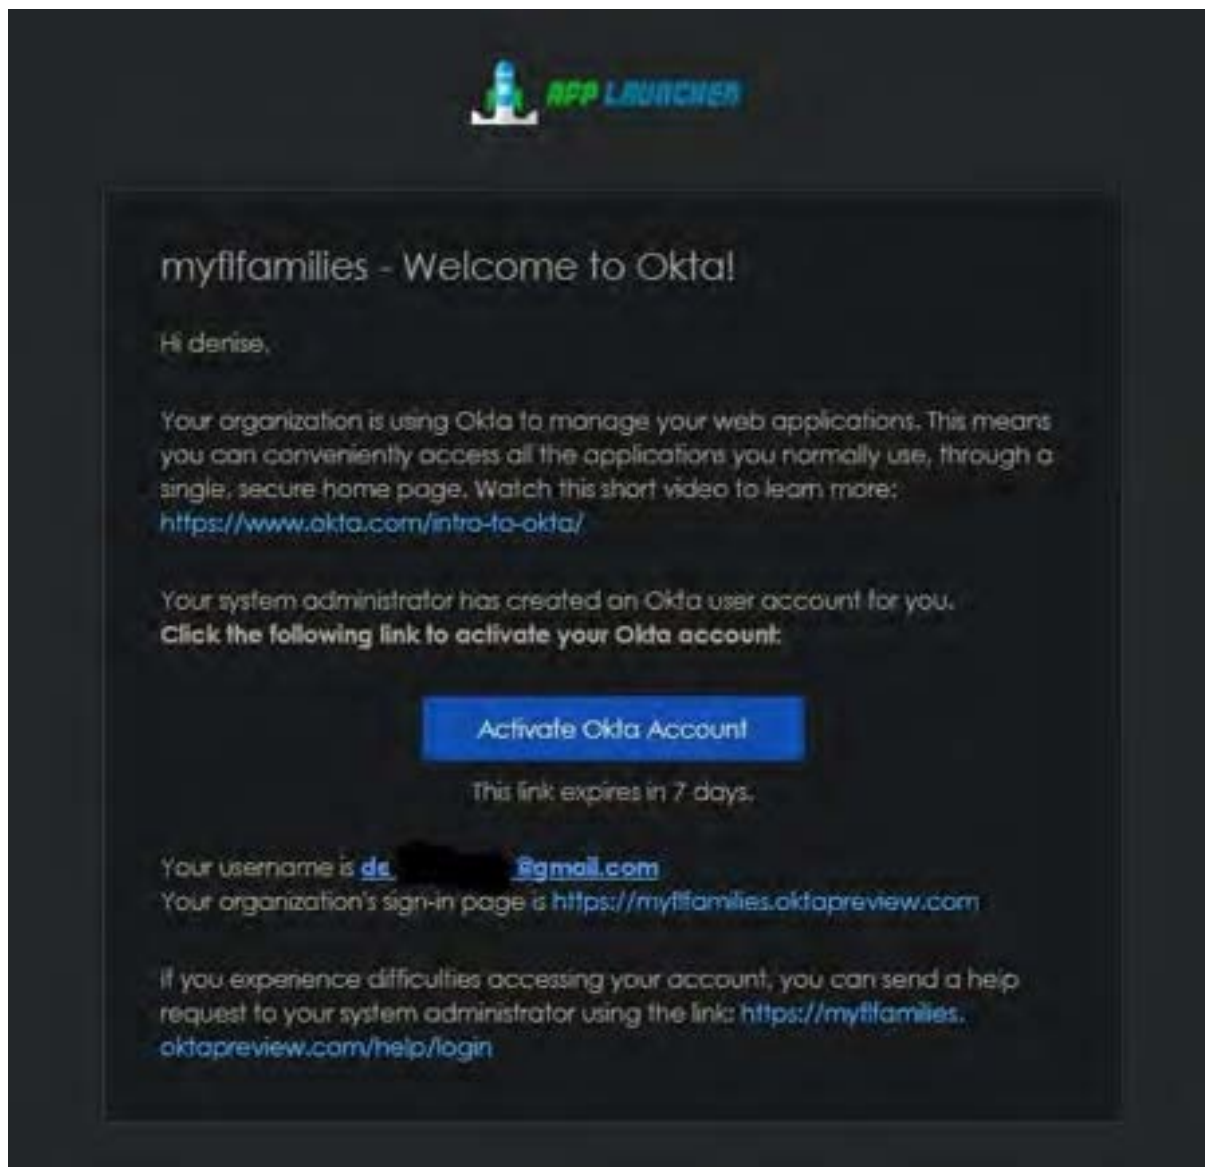 APP LAUNCHER
myflfamilies - Welcome to Okta!
Hi denise,
Your organization is using Okta to manage your web applications. This means
you can conveniently access all the applications you normally use, through a
single, secure home page. Watch this short video to learn more:
https://www.okta.com/intro-to-okta/
Your system administrator has created an Okta user account for you.
Click the following link to activate your Okta account:
Activate Okta Account
This link expires in 7 days.
Your username is de @gmail.com
Your organization's sign-in page is https://myflfamilies.oktapreview.com
If you experience difficulties accessing your account, you can send a help
request to your system administrator using the link: https://myflfamilies.
oktapreview.com/help/login